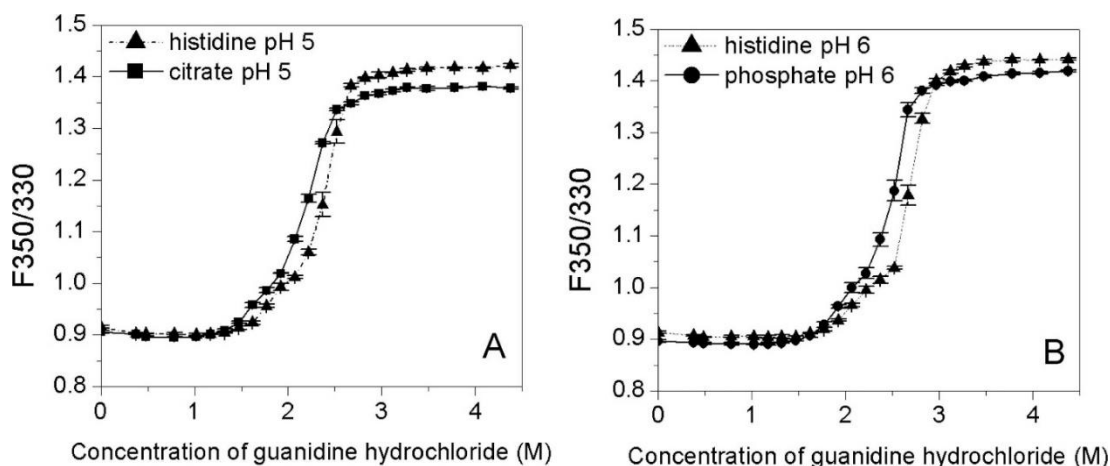 1.5
1.4
1.3
1.2
1.1
1.0
0.9
0.8
F350/330
histidine pH 5
citrate pH 5
A
0 1 2 3 4
Concentration of guanidine hydrochloride (M)
1.5
1.4
1.3
1.2
1.1
1.0
0.9
0.8
F350/330
histidine pH 6
phosphate pH 6
B
0 1 2 3 4
Concentration of guanidine hydrochloride (M)